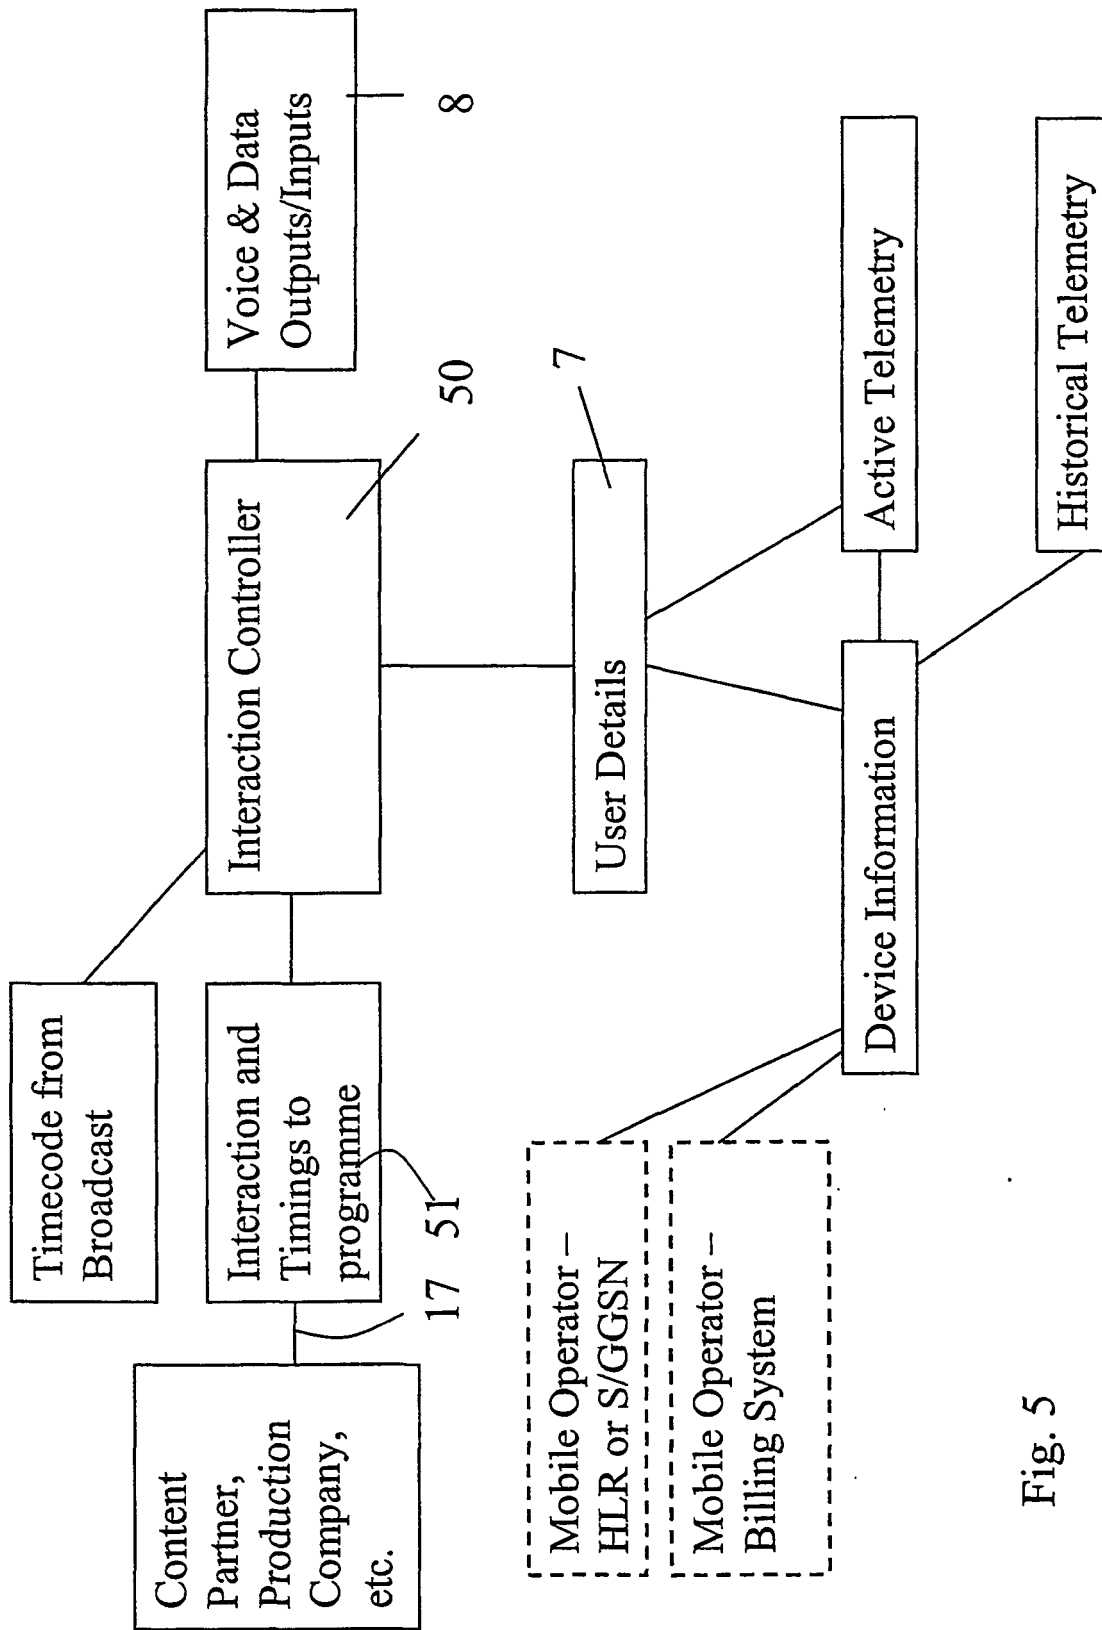 Timecode from
Broadcast
Content
Partner,
Production
Company,
etc.
17
Interaction and
Timings to
programme
51
Interaction Controller
50
Voice & Data
Outputs/Inputs
8
User Details
7
Mobile Operator –
HLR or S/GGSN
Mobile Operator –
Billing System
Device Information
Active Telemetry
Historical Telemetry
Fig. 5